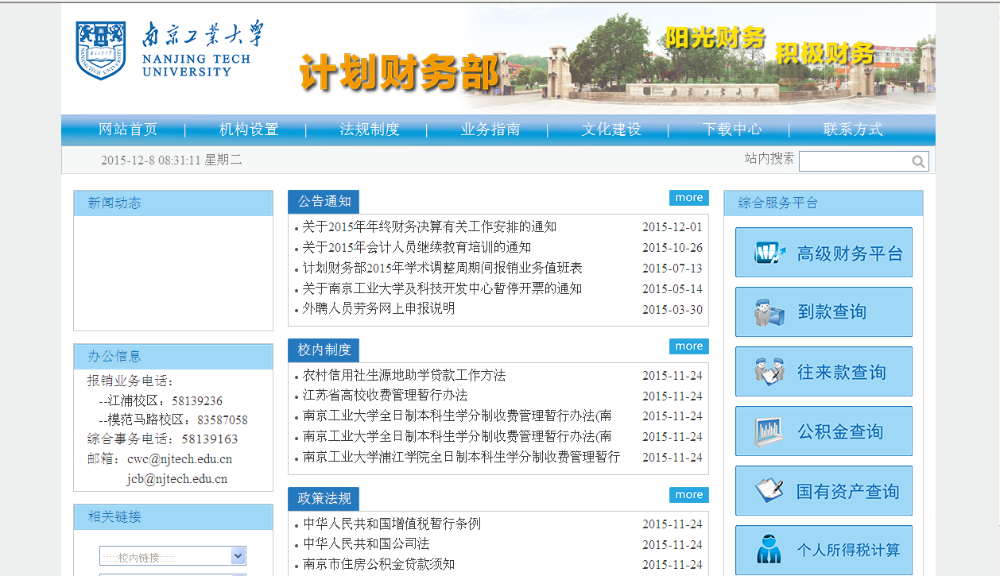 南京工业大学
NANJING TECH
UNIVERSITY
计划财务部
阳光财务
积极财务
网站首页 | 机构设置 | 法规制度 | 业务指南 | 文化建设 | 下载中心 | 联系方式
2015-12-8 08:31:11 星期二
站内搜索
新闻动态
办公信息
报销业务电话：
--江浦校区：58139236
--模范马路校区：83587058
综合事务电话：58139163
邮箱：cwc@njtech.edu.cn
jcb@njtech.edu.cn
相关链接
:::::校内链接:::::
公告通知 more
关于2015年年终财务决算有关工作安排的通知 2015-12-01
关于2015年会计人员继续教育培训的通知 2015-10-26
计划财务部2015年学术调整周期间报销业务值班表 2015-07-13
关于南京工业大学及科技开发中心暂停开票的通知 2015-05-14
外聘人员劳务网上申报说明 2015-03-30
校内制度 more
农村信用社生源地助学贷款工作方法 2015-11-24
江苏省高校收费管理暂行办法 2015-11-24
南京工业大学全日制本科生学分制收费管理暂行办法(南 2015-11-24
南京工业大学全日制本科生学分制收费管理暂行办法(南 2015-11-24
南京工业大学浦江学院全日制本科生学分制收费管理暂行 2015-11-24
政策法规 more
中华人民共和国增值税暂行条例 2015-11-24
中华人民共和国公司法 2015-11-24
南京市住房公积金贷款须知 2015-11-24
综合服务平台
高级财务平台
到款查询
往来款查询
公积金查询
国有资产查询
个人所得税计算